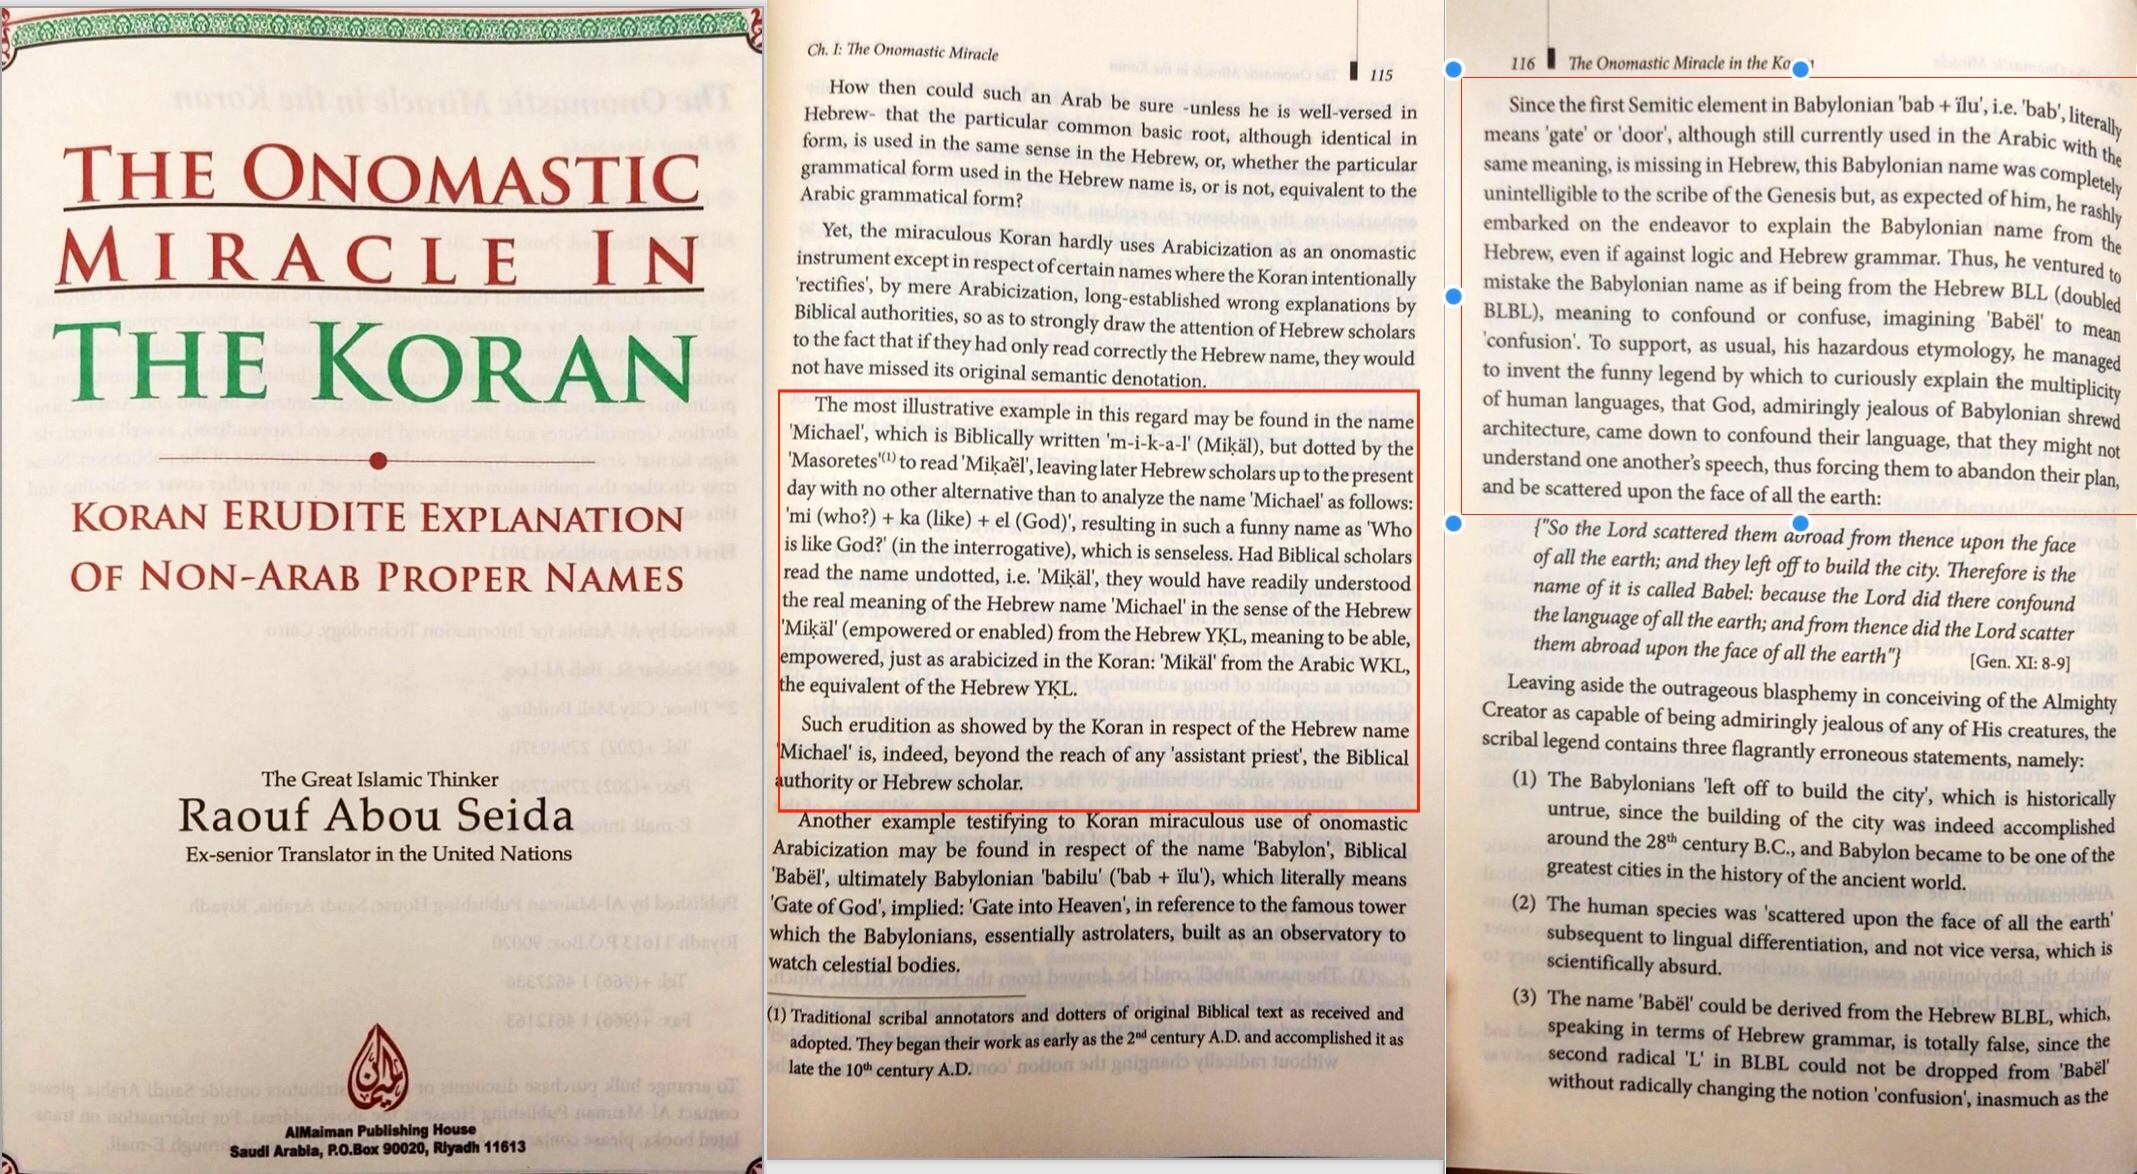 THE ONOMASTIC
MIRACLE IN
THE KORAN
KORAN ERUDITE EXPLANATION
OF NON-ARAB PROPER NAMES
The Great Islamic Thinker
Raouf Abou Seida
Ex-senior Translator in the United Nations
AlMaiman Publishing House
Saudi Arabia, P.O.Box 90020, Riyadh 11613
Ch. I: The Onomastic Miracle
115
How then could such an Arab be sure -unless he is well-versed in
Hebrew- that the particular common basic root, although identical in
form, is used in the same sense in the Hebrew, or, whether the particular
grammatical form used in the Hebrew name is, or is not, equivalent to the
Arabic grammatical form?
Yet, the miraculous Koran hardly uses Arabicization as an onomastic
instrument except in respect of certain names where the Koran intentionally
'rectifies', by mere Arabicization, long-established wrong explanations by
Biblical authorities, so as to strongly draw the attention of Hebrew scholars
to the fact that if they had only read correctly the Hebrew name, they would
not have missed its original semantic denotation.
The most illustrative example in this regard may be found in the name
'Michael', which is Biblically written 'm-i-k-a-l' (Miḳäl), but dotted by the
'Masoretes'⁽¹⁾ to read 'Miḳaël', leaving later Hebrew scholars up to the present
day with no other alternative than to analyze the name 'Michael' as follows:
'mi (who?) + ka (like) + el (God)', resulting in such a funny name as 'Who
is like God?' (in the interrogative), which is senseless. Had Biblical scholars
read the name undotted, i.e. 'Miḳäl', they would have readily understood
the real meaning of the Hebrew name 'Michael' in the sense of the Hebrew
'Miḳäl' (empowered or enabled) from the Hebrew YḲL, meaning to be able,
empowered, just as arabicized in the Koran: 'Mikäl' from the Arabic WKL,
the equivalent of the Hebrew YḲL.
Such erudition as showed by the Koran in respect of the Hebrew name
'Michael' is, indeed, beyond the reach of any 'assistant priest', the Biblical
authority or Hebrew scholar.
Another example testifying to Koran miraculous use of onomastic
Arabicization may be found in respect of the name 'Babylon', Biblical
'Babël', ultimately Babylonian 'babilu' ('bab + ïlu'), which literally means
'Gate of God', implied: 'Gate into Heaven', in reference to the famous tower
which the Babylonians, essentially astrolaters, built as an observatory to
watch celestial bodies.
(1) Traditional scribal annotators and dotters of original Biblical text as received and
adopted. They began their work as early as the 2nd century A.D. and accomplished it as
late the 10th century A.D.
116
The Onomastic Miracle in the
Since the first Semitic element in Babylonian 'bab + ïlu', i.e. 'bab', literally
means 'gate' or 'door', although still currently used in the Arabic with the
same meaning, is missing in Hebrew, this Babylonian name was completely
unintelligible to the scribe of the Genesis but, as expected of him, he rashly
embarked on the endeavor to explain the Babylonian name from the
Hebrew, even if against logic and Hebrew grammar. Thus, he ventured to
mistake the Babylonian name as if being from the Hebrew BLL (doubled
BLBL), meaning to confound or confuse, imagining 'Babël' to mean
'confusion'. To support, as usual, his hazardous etymology, he managed
to invent the funny legend by which to curiously explain the multiplicity
of human languages, that God, admiringly jealous of Babylonian shrewd
architecture, came down to confound their language, that they might not
understand one another's speech, thus forcing them to abandon their plan,
and be scattered upon the face of all the earth:
{"So the Lord scattered them abroad from thence upon the face
of all the earth; and they left off to build the city. Therefore is the
name of it is called Babel: because the Lord did there confound
the language of all the earth; and from thence did the Lord scatter
them abroad upon the face of all the earth"} [Gen. XI: 8-9]
Leaving aside the outrageous blasphemy in conceiving of the Almighty
Creator as capable of being admiringly jealous of any of His creatures, the
scribal legend contains three flagrantly erroneous statements, namely:
(1) The Babylonians 'left off to build the city', which is historically
untrue, since the building of the city was indeed accomplished
around the 28th century B.C., and Babylon became to be one of the
greatest cities in the history of the ancient world.
(2) The human species was 'scattered upon the face of all the earth'
subsequent to lingual differentiation, and not vice versa, which is
scientifically absurd.
(3) The name 'Babël' could be derived from the Hebrew BLBL, which,
speaking in terms of Hebrew grammar, is totally false, since the
second radical 'L' in BLBL could not be dropped from 'Babël'
without radically changing the notion 'confusion', inasmuch as the